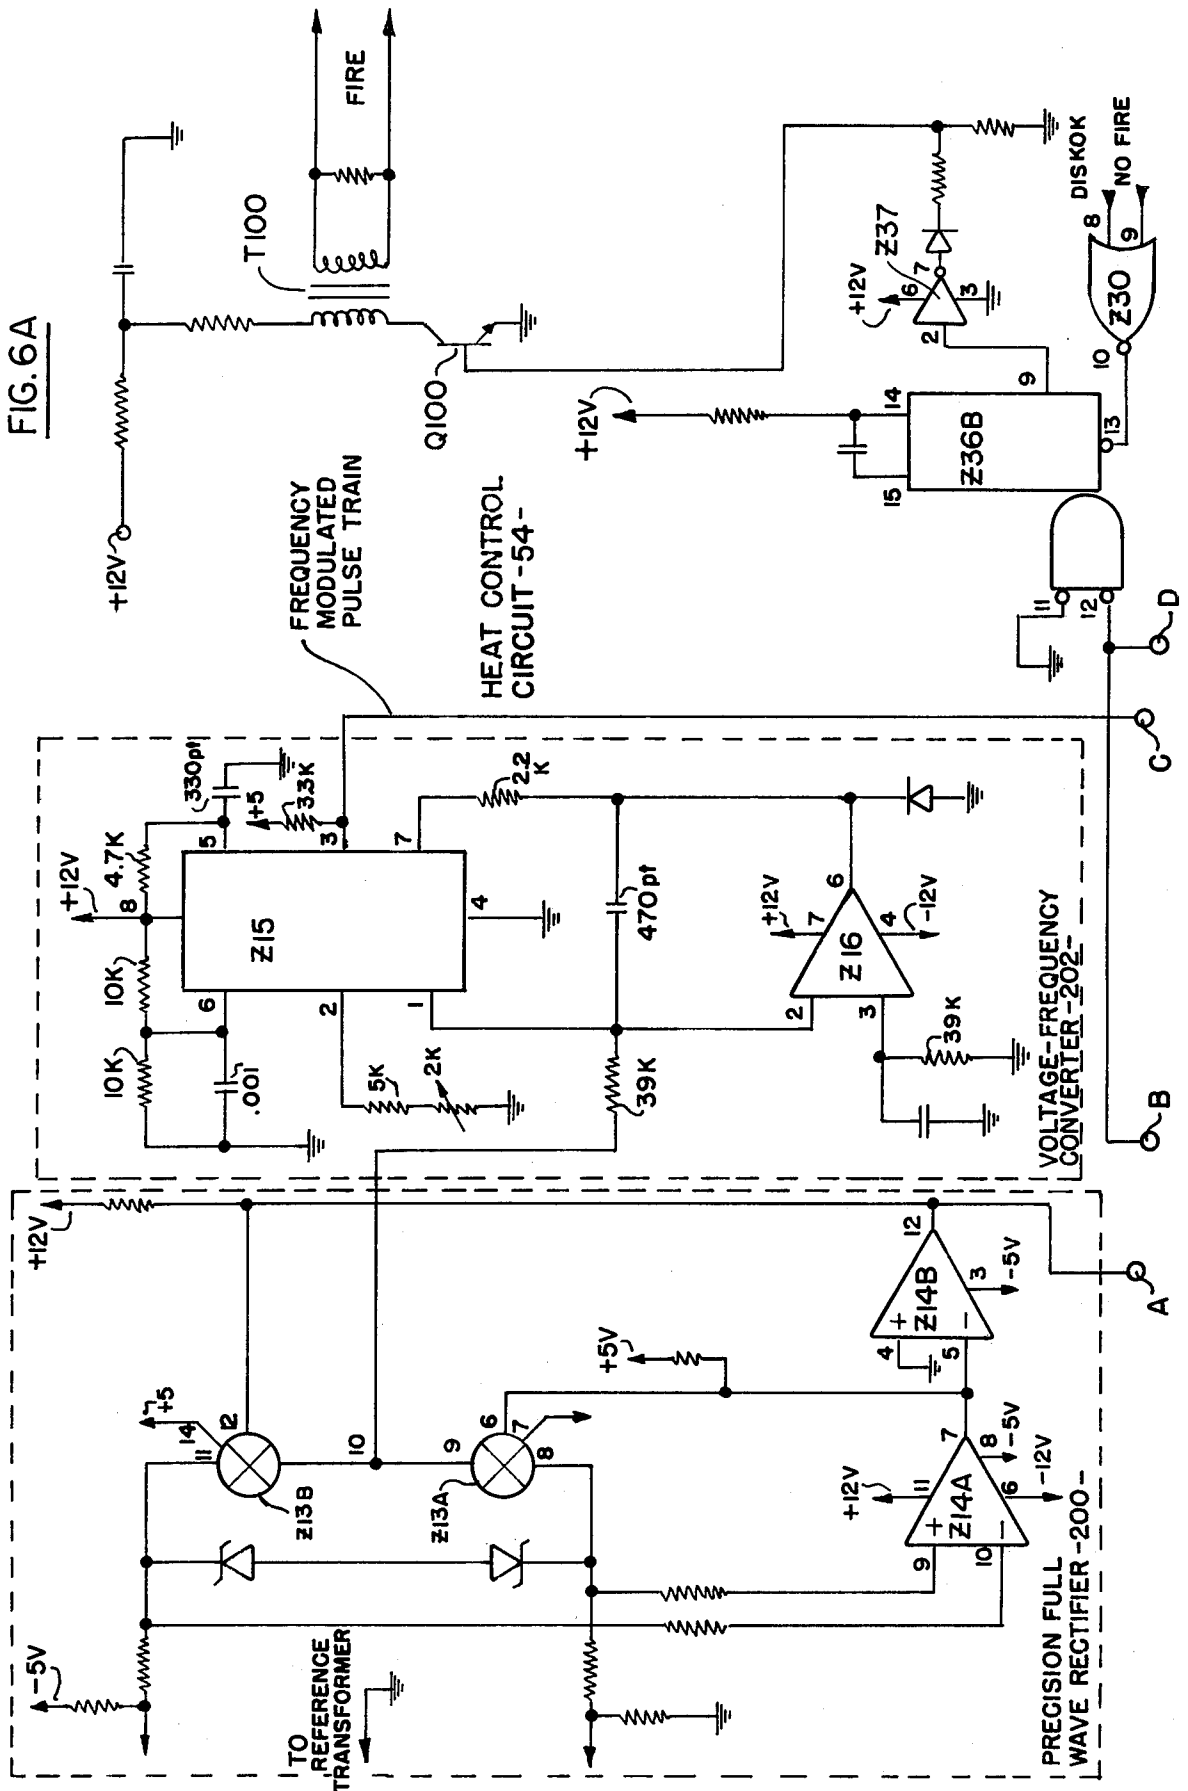 FIG. 6A
+12V
T100
FIRE
Q100
FREQUENCY
MODULATED
PULSE TRAIN
HEAT CONTROL
CIRCUIT-54-
+12V
14
15
Z36B
9
13
+12V
6
7
2
3
Z37
DISKOK
8
NO FIRE
9
Z30
10
11
12
D
C
B
A
+12V
8
4.7K
330pf
5
+5
3.3K
3
10K
10K
6
.001
Z15
2
1
4
7
2.2
K
5K
2K
39K
470pf
+12V
7
6
Z16
4
-12V
2
3
39K
VOLTAGE-FREQUENCY
CONVERTER-202-
+12V
-5V
+5
14
12
11
Z13B
10
9
6
7
8
Z13A
+5V
TO
REFERENCE
TRANSFORMER
12
Z14B
+
-
4
5
3
-5V
+12V
11
7
8
-5V
Z14A
+
-
6
-12V
9
10
PRECISION FULL
WAVE RECTIFIER-200-